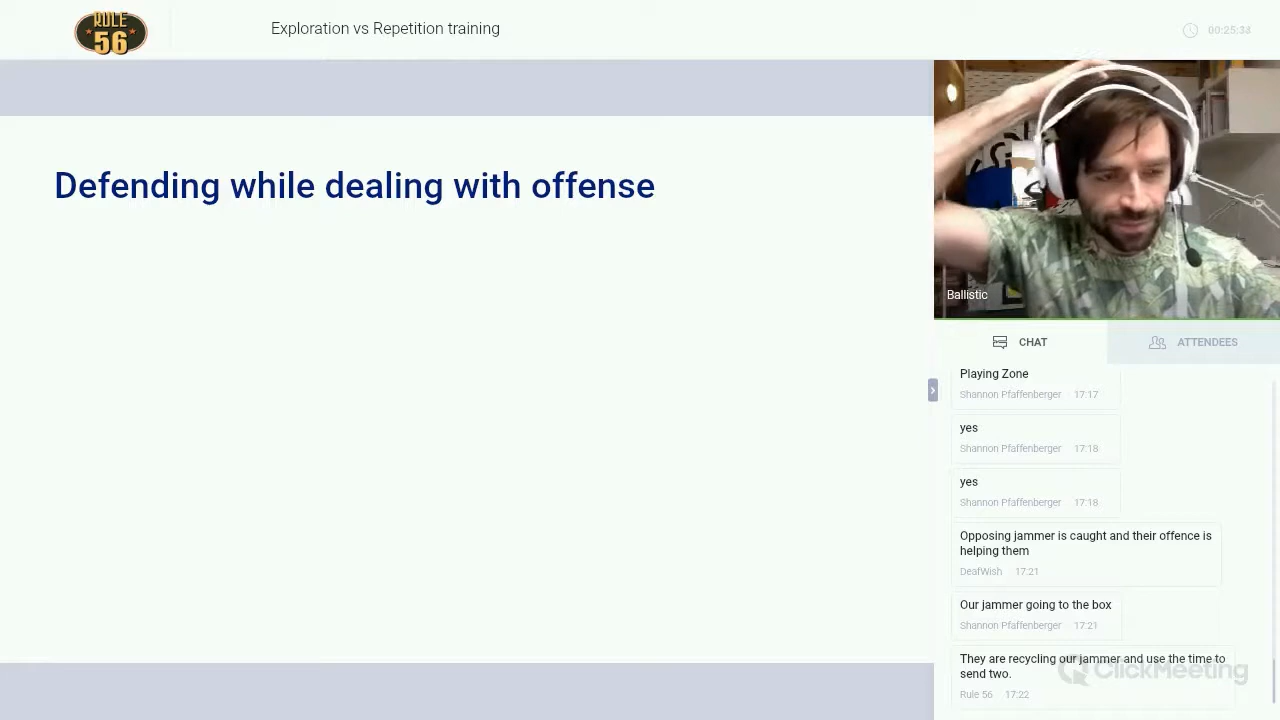 RULE
56
Exploration vs Repetition training
00:25:34
Defending while dealing with offense
Ballistic
CHAT
ATTENDEES
Playing Zone
Shannon Pfaffenberger 17:17
yes
Shannon Pfaffenberger 17:18
yes
Shannon Pfaffenberger 17:18
Opposing jammer is caught and their offence is
helping them
DeafWish 17:21
Our jammer going to the box
Shannon Pfaffenberger 17:21
They are recycling our jammer and use the time to
send two.
Rule 56 17:22
ClickMeeting